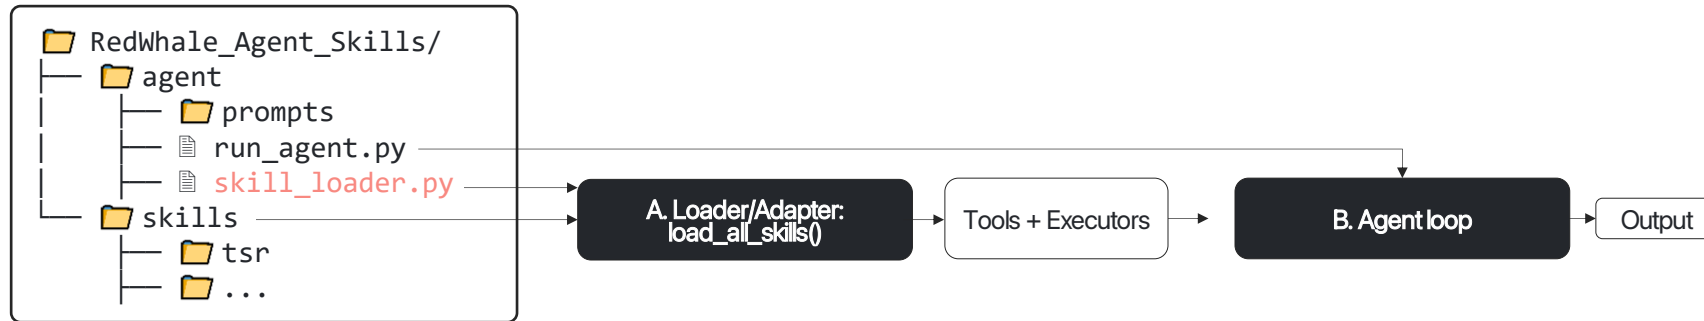 RedWhale_Agent_Skills/
agent
prompts
run_agent.py
skill_loader.py
skills
tsr
...
A. Loader/Adapter:
load_all_skills()
Tools + Executors
B. Agent loop
Output